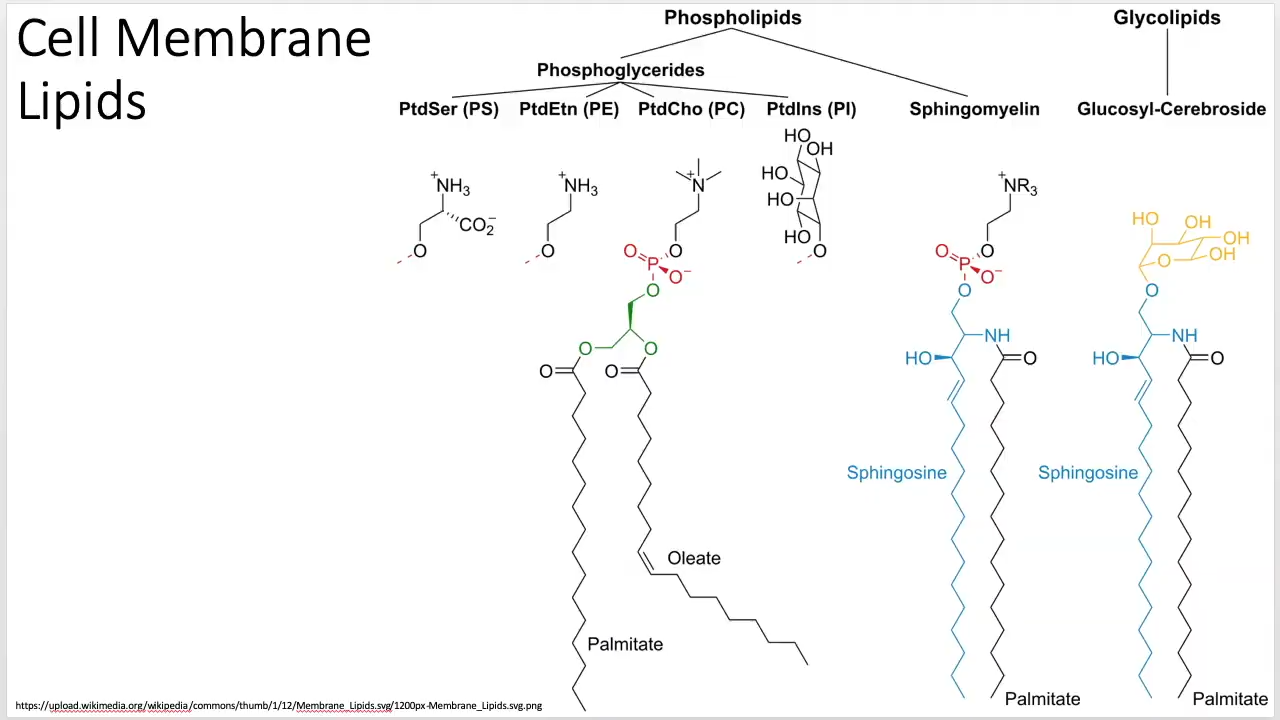 Cell Membrane
Lipids
Phospholipids
Glycolipids
Phosphoglycerides
PtdSer (PS)
PtdEtn (PE)
PtdCho (PC)
PtdIns (PI)
Sphingomyelin
Glucosyl-Cerebroside
HO
OH
HO
HO
HO
O
+
NH3
CO2−
O
+
NH3
O
+
N
O
O
P
O−
O
O
O
O
O
+
NR3
O
O
P
O−
O
NH
HO
O
HO
OH
OH
OH
O
O
NH
HO
O
Sphingosine
Sphingosine
Oleate
Palmitate
Palmitate
Palmitate
https://upload.wikimedia.org/wikipedia/commons/thumb/1/12/Membrane_Lipids.svg/1200px-Membrane_Lipids.svg.png